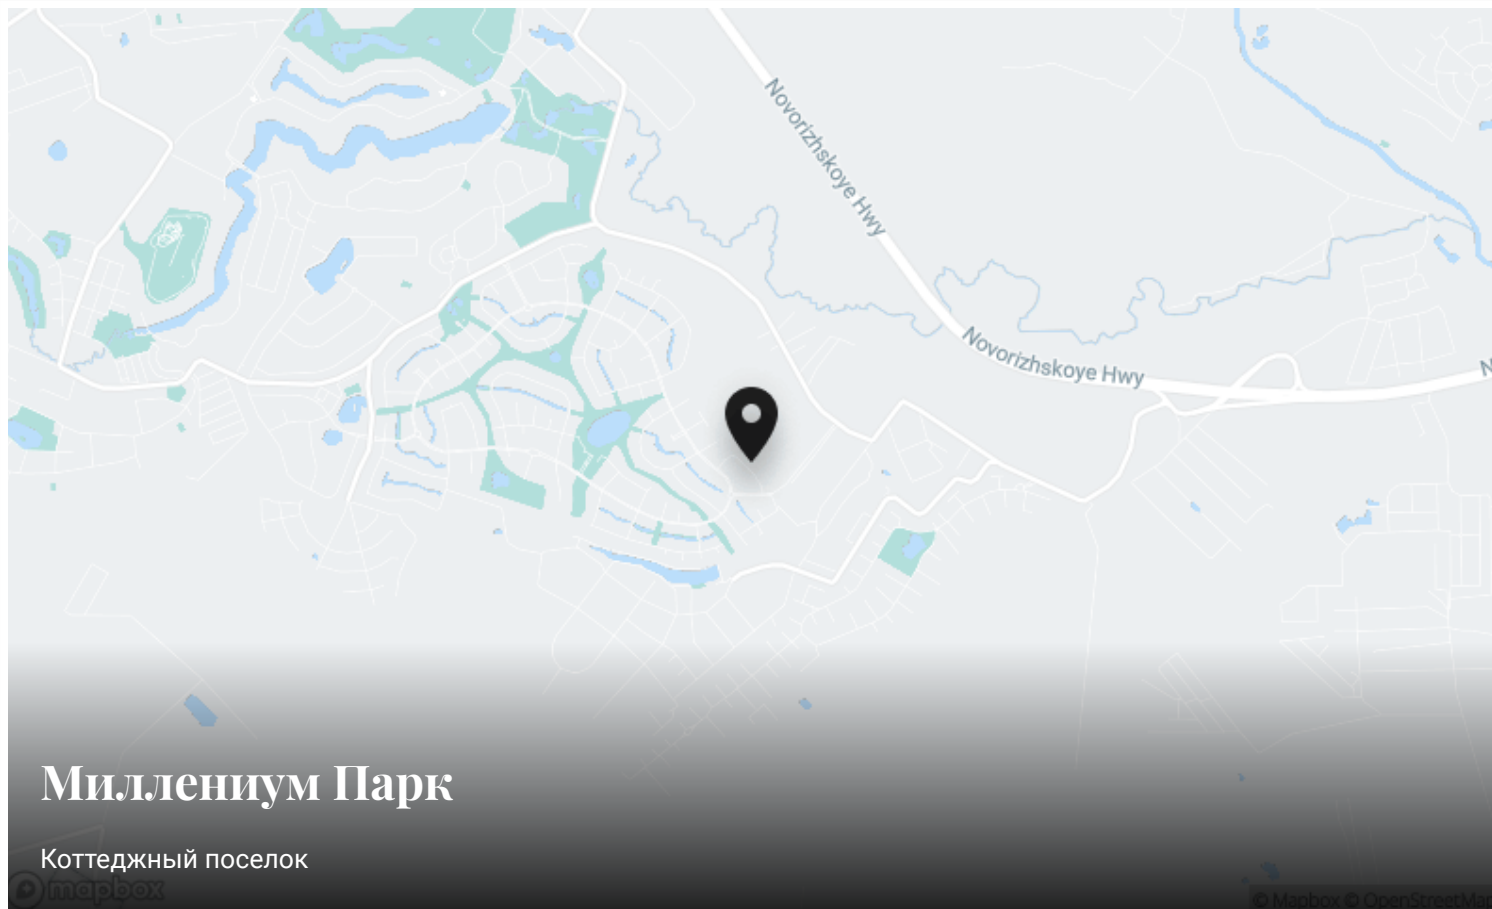 Novorizhskoye Hwy
Novorizhskoye Hwy
N
Миллениум Парк
Коттеджный поселок
mapbox
© Mapbox © OpenStreetMap